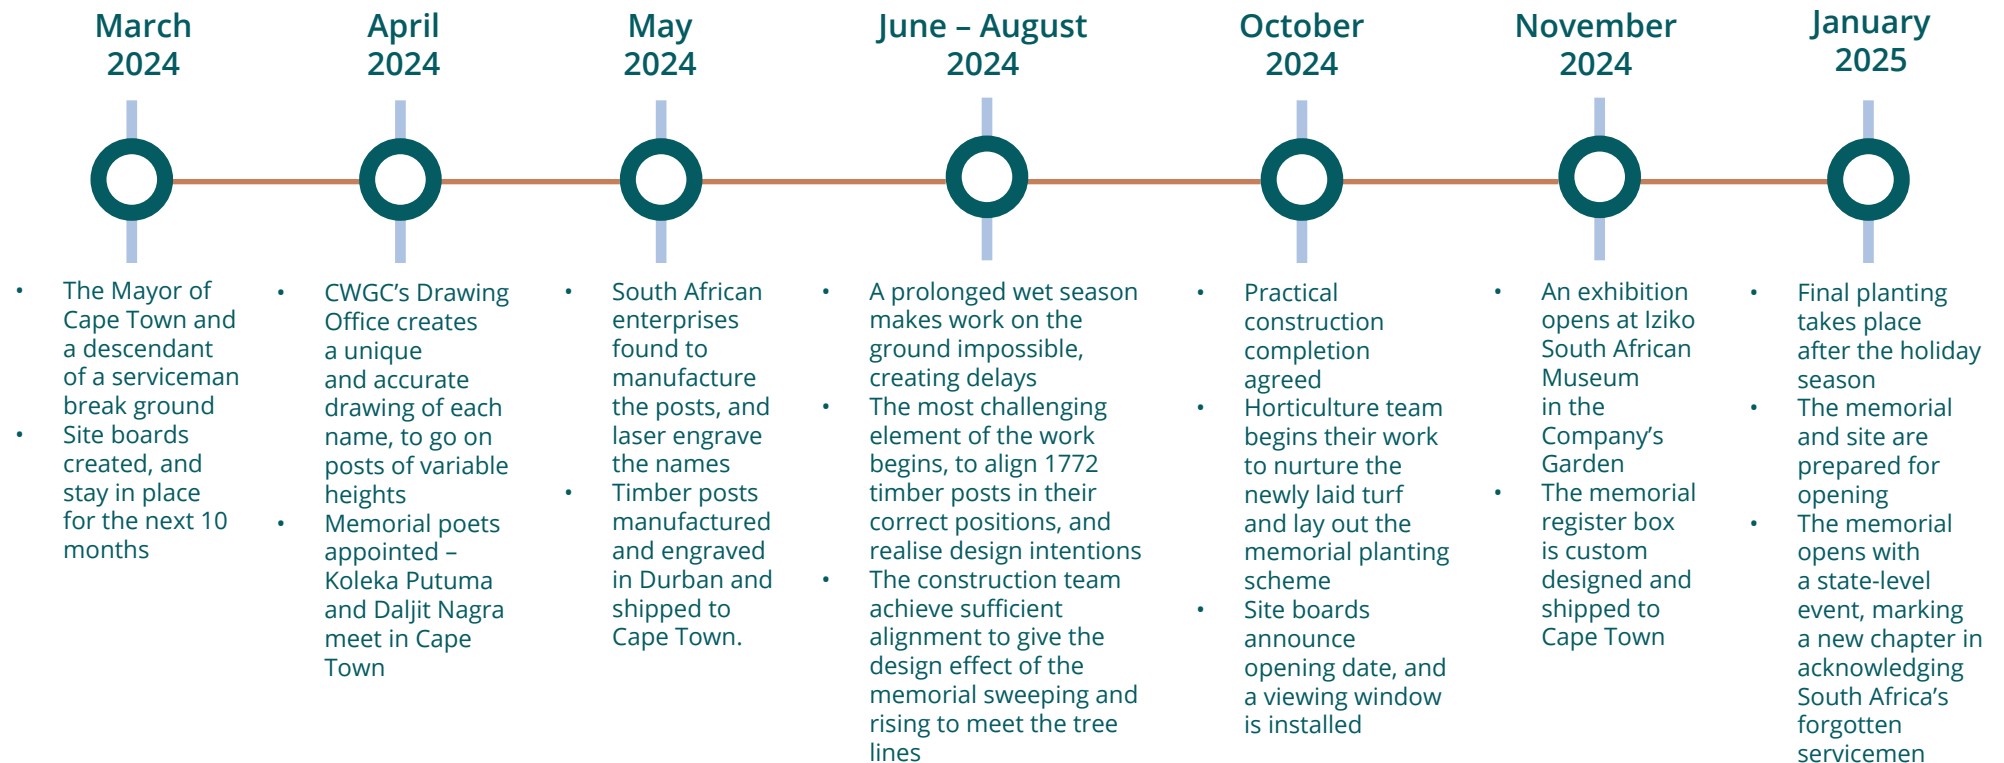 March
2024
April
2024
May
2024
June – August
2024
October
2024
November
2024
January
2025
• The Mayor of
Cape Town and
a descendant
of a serviceman
break ground
• Site boards
created, and
stay in place
for the next 10
months
• CWGC’s Drawing
Office creates
a unique
and accurate
drawing of each
name, to go on
posts of variable
heights
• Memorial poets
appointed –
Koleka Putuma
and Daljit Nagra
meet in Cape
Town
• South African
enterprises
found to
manufacture
the posts, and
laser engrave
the names
• Timber posts
manufactured
and engraved
in Durban and
shipped to
Cape Town.
• A prolonged wet season
makes work on the
ground impossible,
creating delays
• The most challenging
element of the work
begins, to align 1772
timber posts in their
correct positions, and
realise design intentions
• The construction team
achieve sufficient
alignment to give the
design effect of the
memorial sweeping and
rising to meet the tree
lines
• Practical
construction
completion
agreed
• Horticulture team
begins their work
to nurture the
newly laid turf
and lay out the
memorial planting
scheme
• Site boards
announce
opening date, and
a viewing window
is installed
• An exhibition
opens at Iziko
South African
Museum
in the
Company’s
Garden
• The memorial
register box
is custom
designed and
shipped to
Cape Town
• Final planting
takes place
after the holiday
season
• The memorial
and site are
prepared for
opening
• The memorial
opens with
a state-level
event, marking
a new chapter in
acknowledging
South Africa’s
forgotten
servicemen